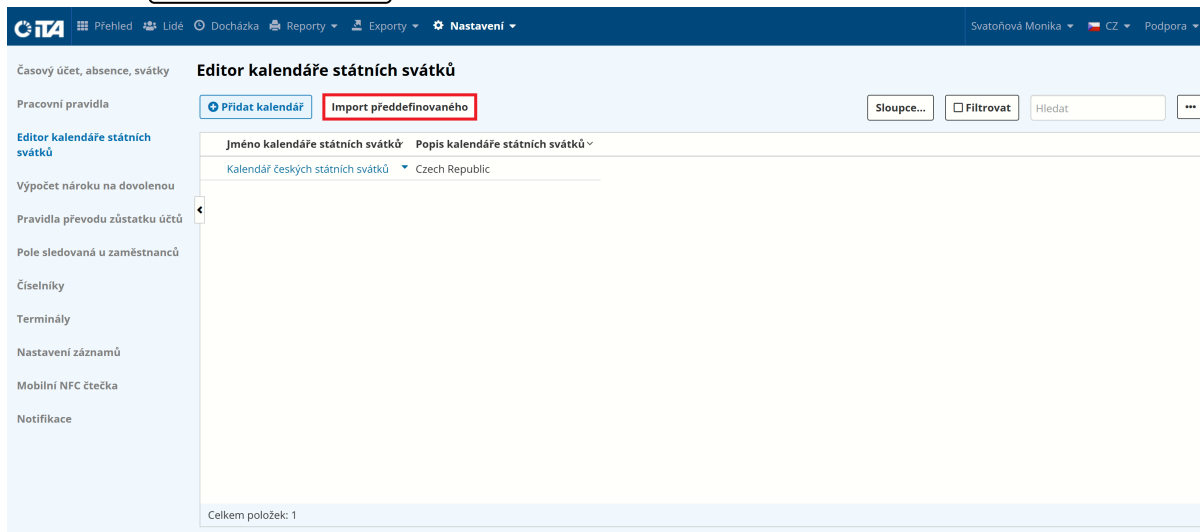 iTA Přehled Lidé Docházka Reporty Exporty Nastavení Svatoňová Monika CZ Podpora
Časový účet, absence, svátky
Pracovní pravidla
Editor kalendáře státních
svátků
Výpočet nároku na dovolenou
Pravidla převodu zůstatku účtů
Pole sledovaná u zaměstnanců
Číselníky
Terminály
Nastavení záznamů
Mobilní NFC čtečka
Notifikace
Editor kalendáře státních svátků
Přidat kalendář Import předdefinovaného Sloupce... Filtrovat Hledat ...
Jméno kalendáře státních svátků Popis kalendáře státních svátků
Kalendář českých státních svátků Czech Republic
Celkem položek: 1